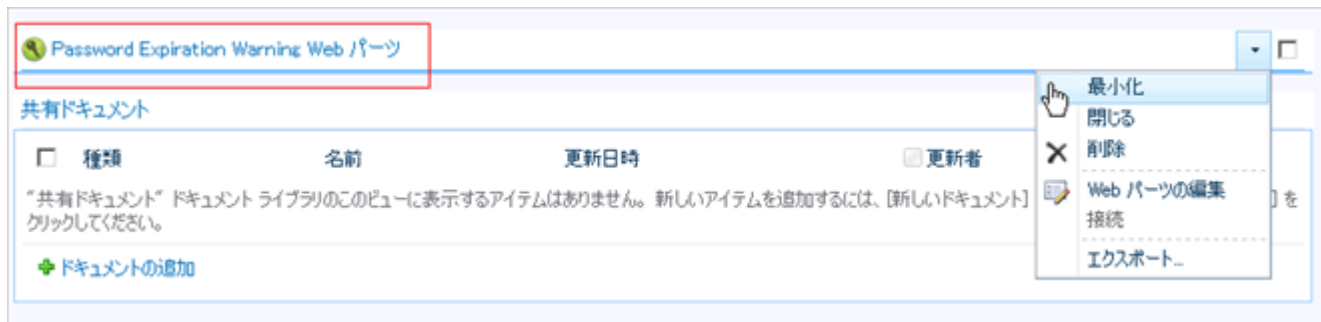 Password Expiration Warning Web パーツ
最小化
閉じる
削除
Web パーツの編集
接続
エクスポート...
共有ドキュメント
種類 名前 更新日時 更新者
"共有ドキュメント" ドキュメント ライブラリのこのビューに表示するアイテムはありません。新しいアイテムを追加するには、[新しいドキュメント] ] を
クリックしてください。
ドキュメントの追加